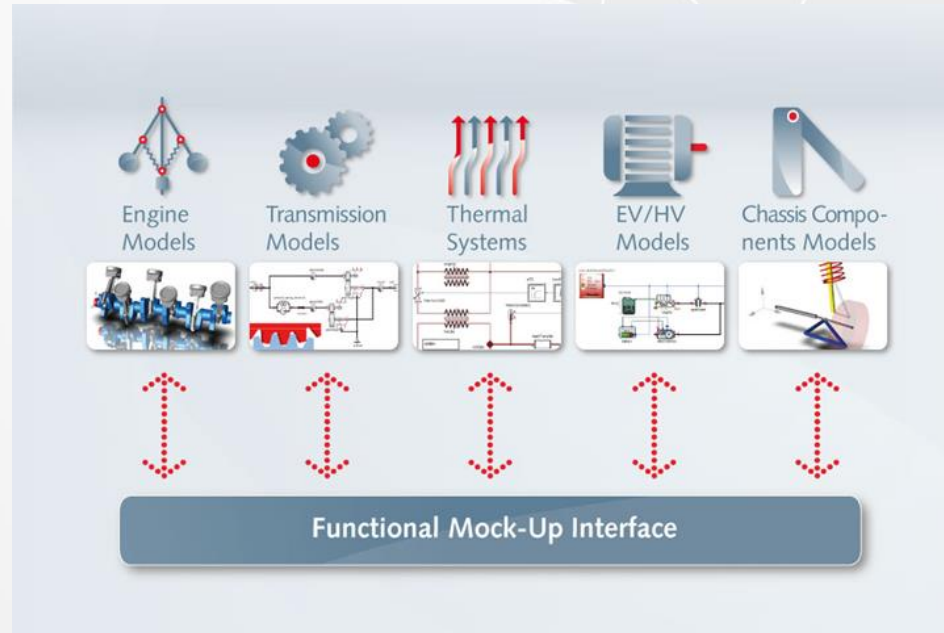 Engine
Models
Transmission
Models
Thermal
Systems
EV/HV
Models
Chassis Compo-
nents Models
Functional Mock-Up Interface